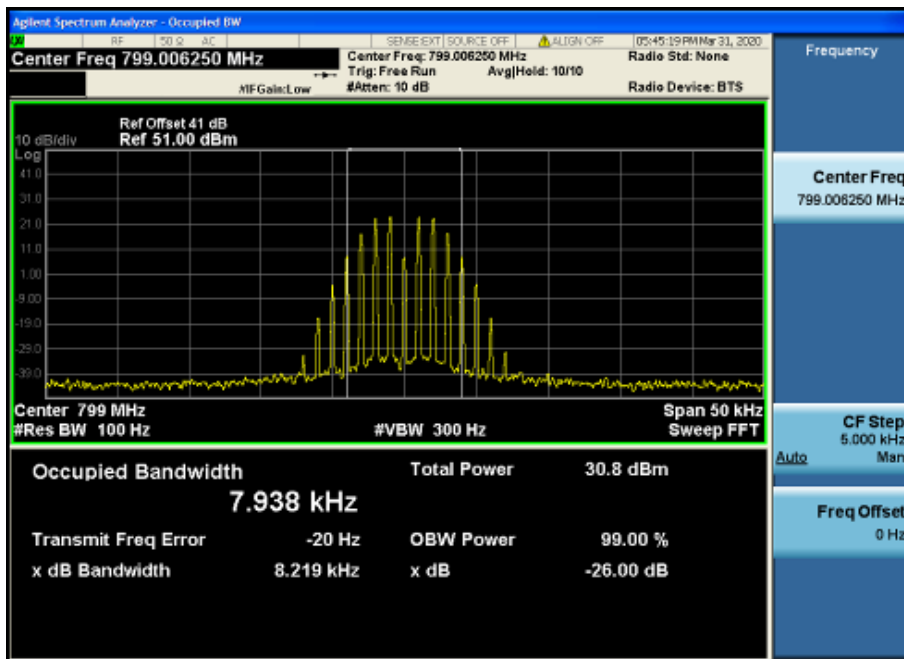 Agilent Spectrum Analyzer - Occupied BW
RF 50 Ω AC SENSE:EXT SOURCE OFF ALIGN OFF 05:45:19 PM Mar 31, 2020
Center Freq 799.006250 MHz
Center Freq: 799.006250 MHz
Radio Std: None
Trig: Free Run Avg|Hold: 10/10
#IFGain:Low
#Atten: 10 dB
Radio Device: BTS
Ref Offset 41 dB
10 dB/div Ref 51.00 dBm
Log
41.0
31.0
21.0
11.0
1.00
-9.00
-19.0
-29.0
-39.0
Center 799 MHz Span 50 kHz
#Res BW 100 Hz #VBW 300 Hz Sweep FFT
Occupied Bandwidth Total Power 30.8 dBm
7.938 kHz
Transmit Freq Error -20 Hz OBW Power 99.00 %
x dB Bandwidth 8.219 kHz x dB -26.00 dB
Frequency
Center Freq
799.006250 MHz
CF Step
5.000 kHz
Auto Man
Freq Offset
0 Hz